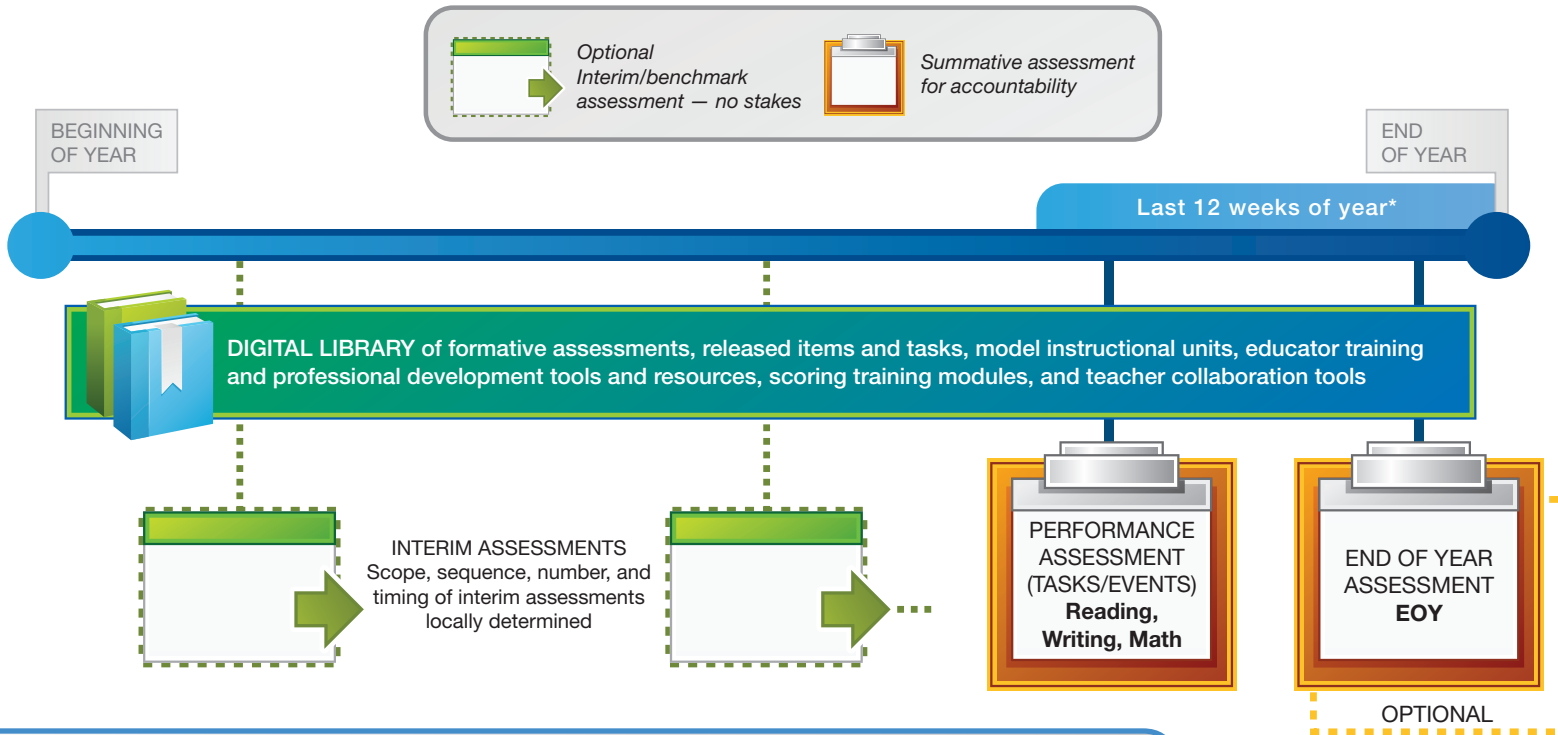 Optional
Interim/benchmark
assessment — no stakes
Summative assessment
for accountability
BEGINNING
OF YEAR
END
OF YEAR
Last 12 weeks of year*
DIGITAL LIBRARY of formative assessments, released items and tasks, model instructional units, educator training
and professional development tools and resources, scoring training modules, and teacher collaboration tools
INTERIM ASSESSMENTS
Scope, sequence, number, and
timing of interim assessments
locally determined
PERFORMANCE
ASSESSMENT
(TASKS/EVENTS)
Reading,
Writing, Math
END OF YEAR
ASSESSMENT
EOY
OPTIONAL